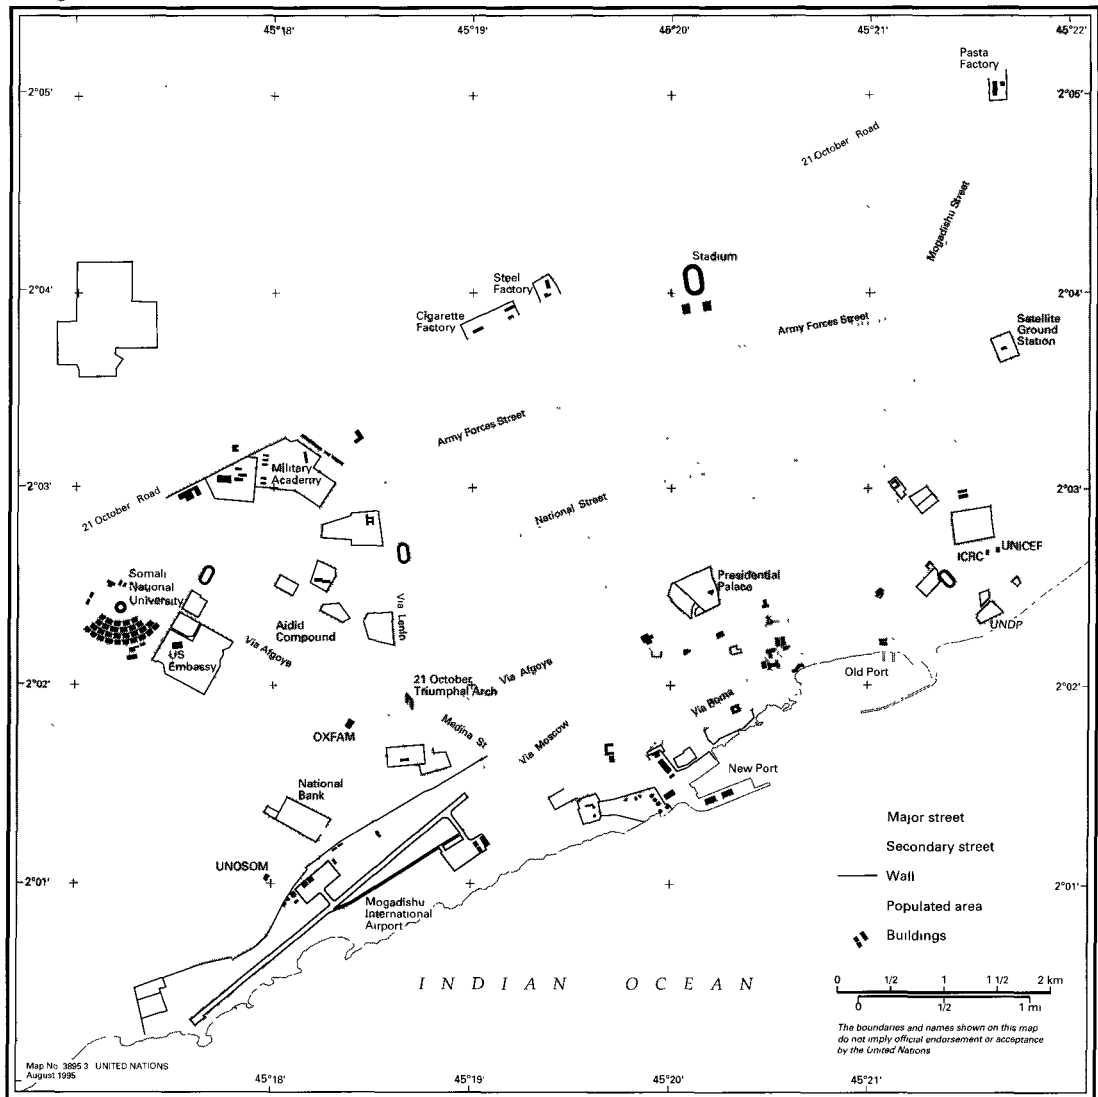 45°18'
45°19'
45°20'
45°21'
45°22'
Pasta
Factory
2°05'
2°05'
21 October Road
Mogadishu Street
Stadium
Steel
Factory
2°04'
2°04'
Cigarette
Factory
Army Forces Street
Satellite
Ground
Station
Army Forces Street
Military
Academy
2°03'
2°03'
21 October Road
National Street
ICRC
UNICEF
Somali
National
University
Presidential
Palace
Via Lenin
Aidid
Compound
UNDP
Via Afgoye
US
Embassy
2°02'
2°02'
21 October
Triumphal Arch
Via Afgoye
Old Port
Via Roma
OXFAM
Medina St
Via Moscow
New Port
National
Bank
Major street
Secondary street
UNOSOM
2°01'
2°01'
Wall
Mogadishu
International
Airport
Populated area
Buildings
INDIAN OCEAN
0 1/2 1 1 1/2 2 km
0 1/2 1 mi
The boundaries and names shown on this map
do not imply official endorsement or acceptance
by the United Nations
Map No 3895 3 UNITED NATIONS
August 1995
45°18'
45°19'
45°20'
45°21'